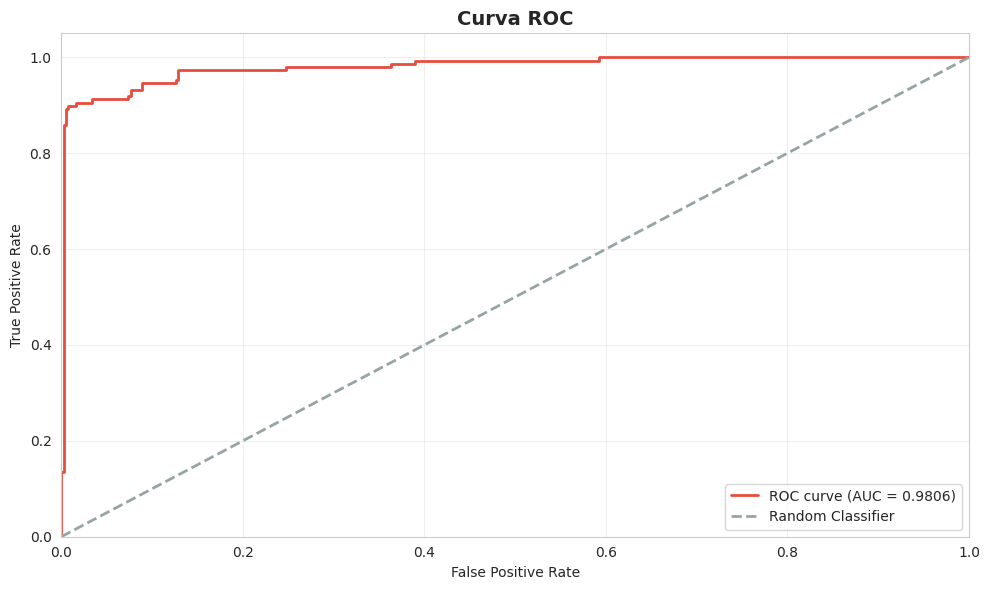 Curva ROC
1.0
0.8
0.6
0.4
0.2
0.0
True Positive Rate
0.0 0.2 0.4 0.6 0.8 1.0
False Positive Rate
ROC curve (AUC = 0.9806)
Random Classifier